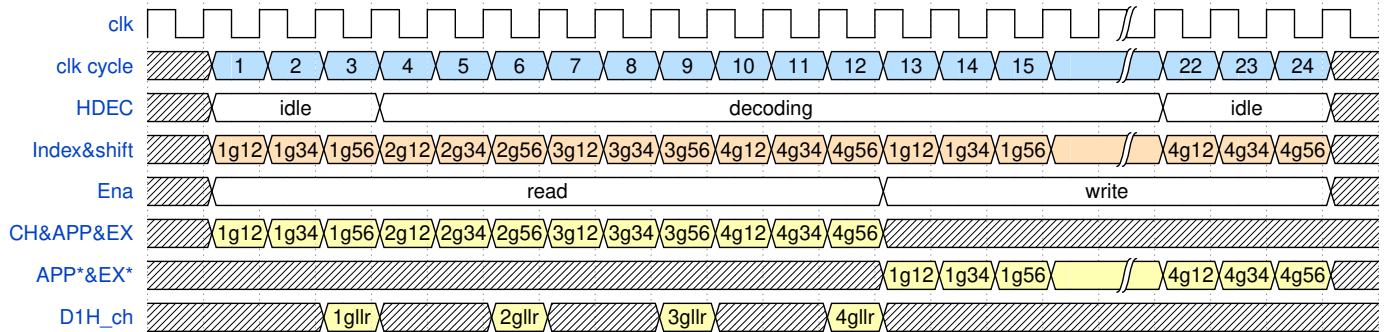 clk
clk cycle 1 2 3 4 5 6 7 8 9 10 11 12 13 14 15 22 23 24
HDEC idle decoding idle
Index&shift 1g12 1g34 1g56 2g12 2g34 2g56 3g12 3g34 3g56 4g12 4g34 4g56 1g12 1g34 1g56 4g12 4g34 4g56
Ena read write
CH&APP&EX 1g12 1g34 1g56 2g12 2g34 2g56 3g12 3g34 3g56 4g12 4g34 4g56
APP*&EX* 1g12 1g34 1g56 4g12 4g34 4g56
D1H_ch 1gllr 2gllr 3gllr 4gllr